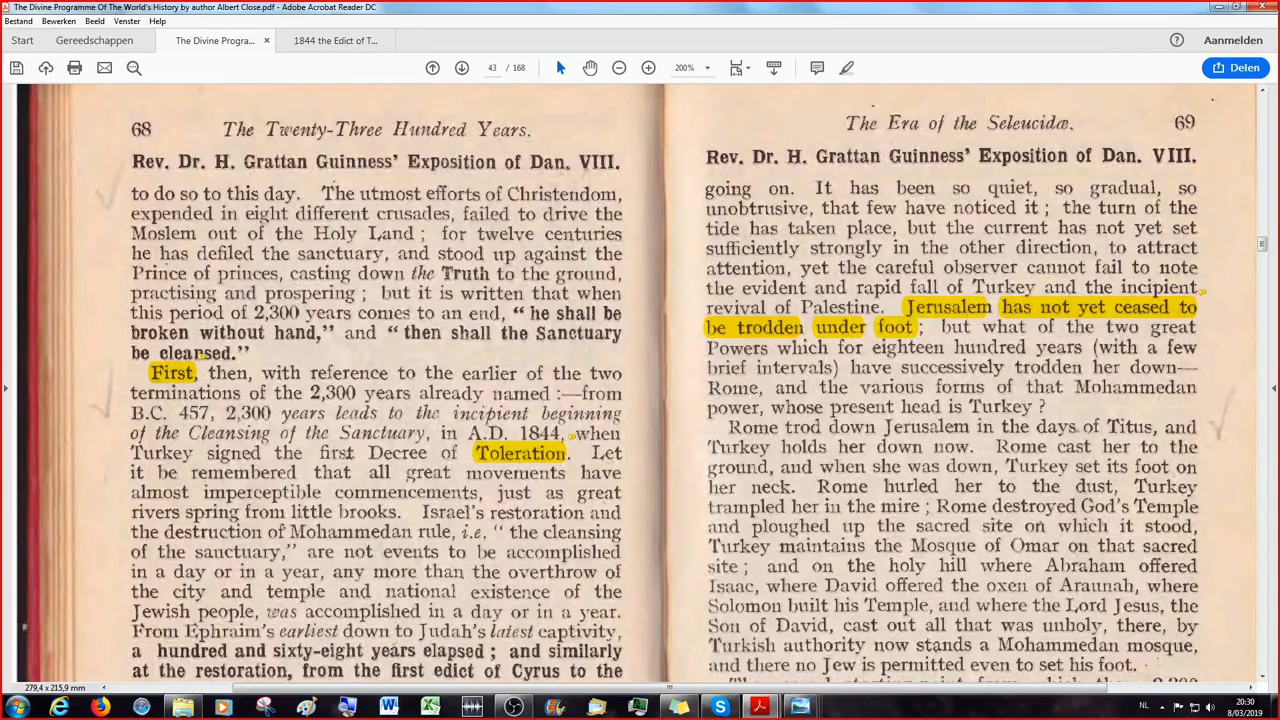 The Divine Programme Of The World's History by author Albert Close.pdf - Adobe Acrobat Reader DC
Bestand Bewerken Beeld Venster Help
Start Gereedschappen The Divine Progra... × 1844 the Edict of T... Aanmelden
43 / 168 200% Delen
68 The Twenty-Three Hundred Years.
Rev. Dr. H. Grattan Guinness' Exposition of Dan. VIII.
to do so to this day. The utmost efforts of Christendom,
expended in eight different crusades, failed to drive the
Moslem out of the Holy Land ; for twelve centuries
he has defiled the sanctuary, and stood up against the
Prince of princes, casting down the Truth to the ground,
practising and prospering ; but it is written that when
this period of 2,300 years comes to an end, "he shall be
broken without hand," and "then shall the Sanctuary
be cleansed."
First, then, with reference to the earlier of the two
terminations of the 2,300 years already named :—from
B.C. 457, 2,300 years leads to the incipient beginning
of the Cleansing of the Sanctuary, in A.D. 1844, when
Turkey signed the first Decree of Toleration. Let
it be remembered that all great movements have
almost imperceptible commencements, just as great
rivers spring from little brooks. Israel's restoration and
the destruction of Mohammedan rule, i.e. "the cleansing
of the sanctuary," are not events to be accomplished
in a day or in a year, any more than the overthrow of
the city and temple and national existence of the
Jewish people, was accomplished in a day or in a year.
From Ephraim's earliest down to Judah's latest captivity,
a hundred and sixty-eight years elapsed ; and similarly
at the restoration, from the first edict of Cyrus to the
The Era of the Seleucidæ. 69
Rev. Dr. H. Grattan Guinness' Exposition of Dan. VIII.
going on. It has been so quiet, so gradual, so
unobtrusive, that few have noticed it ; the turn of the
tide has taken place, but the current has not yet set
sufficiently strongly in the other direction, to attract
attention, yet the careful observer cannot fail to note
the evident and rapid fall of Turkey and the incipient
revival of Palestine. Jerusalem has not yet ceased to
be trodden under foot ; but what of the two great
Powers which for eighteen hundred years (with a few
brief intervals) have successively trodden her down—
Rome, and the various forms of that Mohammedan
power, whose present head is Turkey ?
Rome trod down Jerusalem in the days of Titus, and
Turkey holds her down now. Rome cast her to the
ground, and when she was down, Turkey set its foot on
her neck. Rome hurled her to the dust, Turkey
trampled her in the mire ; Rome destroyed God's Temple
and ploughed up the sacred site on which it stood,
Turkey maintains the Mosque of Omar on that sacred
site ; and on the holy hill where Abraham offered
Isaac, where David offered the oxen of Araunah, where
Solomon built his Temple, and where the Lord Jesus, the
Son of David, cast out all that was unholy, there, by
Turkish authority now stands a Mohammedan mosque,
and there no Jew is permitted even to set his foot.
279,4 x 215,9 mm
NL 20:30
8/03/2019